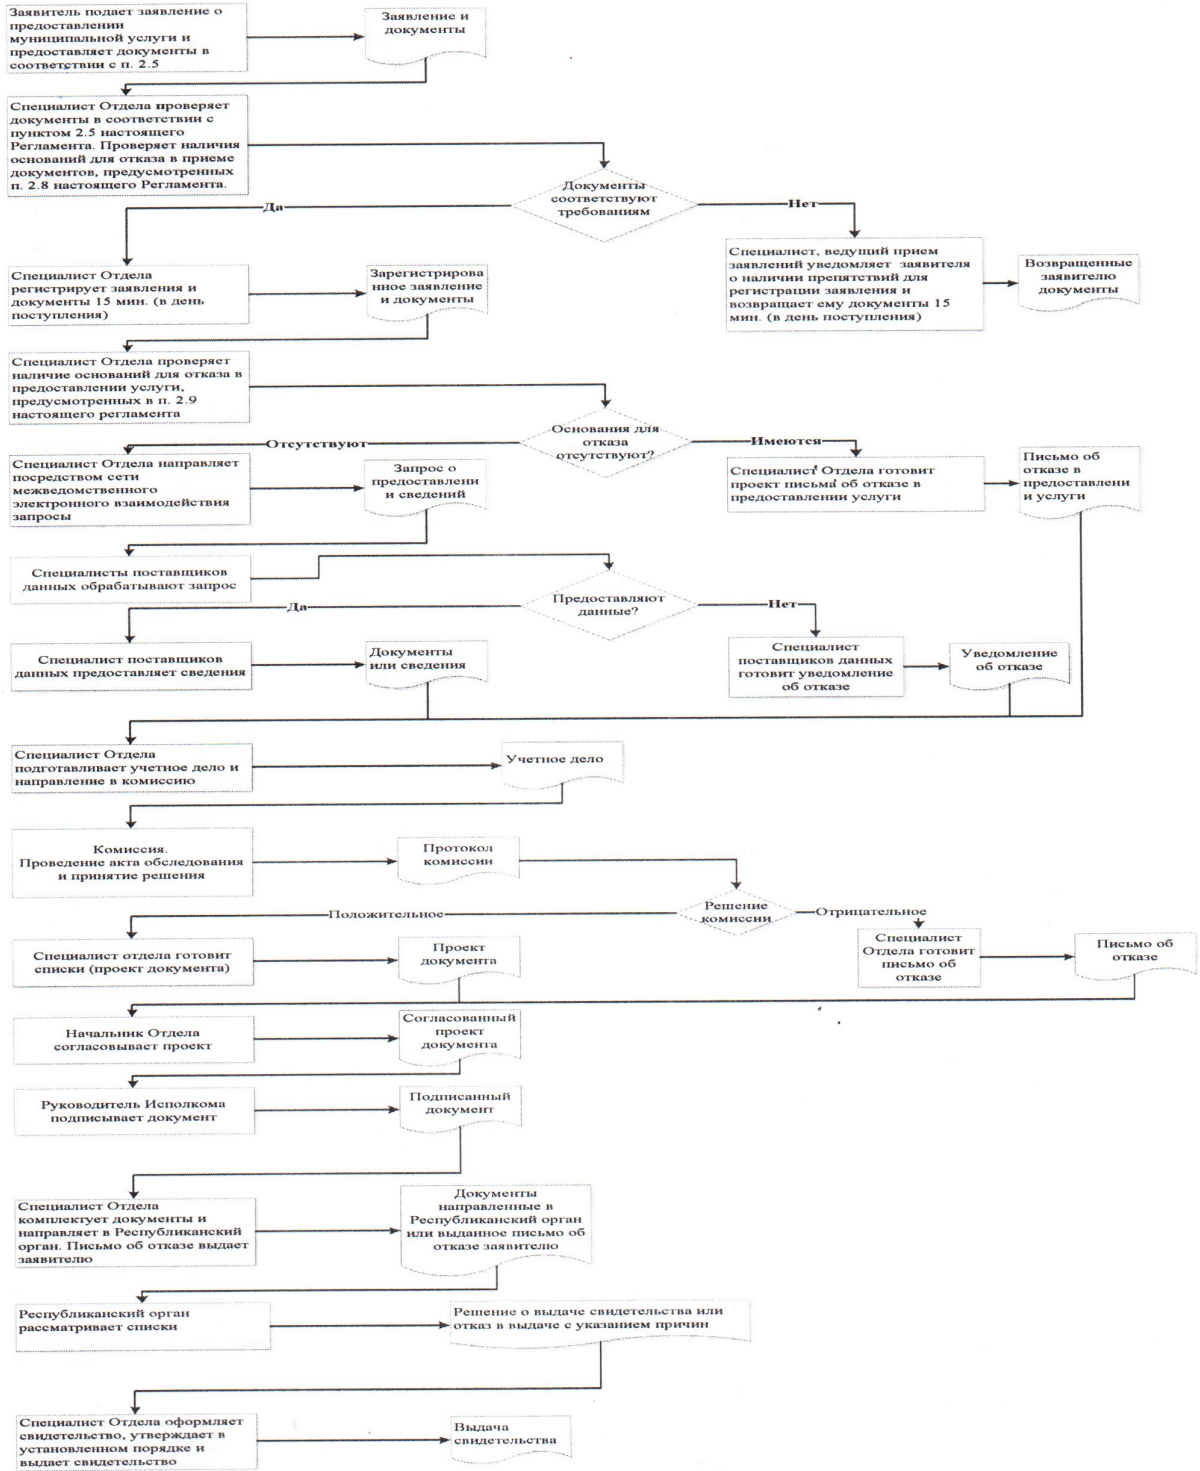 Заявитель подает заявление о
предоставлении
муниципальной услуги и
предоставляет документы в
соответствии с п. 2.5
Заявление и
документы
Специалист Отдела проверяет
документы в соответствии с
пунктом 2.5 настоящего
Регламента. Проверяет наличия
оснований для отказа в приеме
документов, предусмотренных
п. 2.8 настоящего Регламента.
Документы
соответствуют
требованиям
Да
Нет
Специалист Отдела
регистрирует заявления и
документы 15 мин. (в день
поступления)
Зарегистрирова
нное заявление
и документы
Специалист, ведущий прием
заявлений уведомляет заявителя
о наличии препятствий для
регистрации заявления и
возвращает ему документы 15
мин. (в день поступления)
Возвращенные
заявителю
документы
Специалист Отдела проверяет
наличие оснований для отказа в
предоставлении услуги,
предусмотренных в п. 2.9
настоящего регламента
Основания для
отказа
отсутствуют?
Отсутствуют
Имеются
Специалист Отдела направляет
посредством сети
межведомственного
электронного взаимодействия
запросы
Запрос о
предоставлени
и сведений
Специалист Отдела готовит
проект письма об отказе в
предоставлении услуги
Письмо об
отказе в
предоставлени
и услуги
Специалисты поставщиков
данных обрабатывают запрос
Предоставляют
данные?
Да
Нет
Специалист поставщиков
данных предоставляет сведения
Документы
или сведения
Специалист
поставщиков данных
готовит уведомление
об отказе
Уведомление
об отказе
Специалист Отдела
подготавливает учетное дело и
направление в комиссию
Учетное дело
Комиссия.
Проведение акта обследования
и принятие решения
Протокол
комиссии
Решение
комиссии
Положительное
Отрицательное
Специалист отдела готовит
списки (проект документа)
Проект
документа
Специалист
Отдела готовит
письмо об
отказе
Письмо об
отказе
Начальник Отдела
согласовывает проект
Согласованный
проект
документа
Руководитель Исполкома
подписывает документ
Подписанный
документ
Специалист Отдела
комплектует документы и
направляет в Республиканский
орган. Письмо об отказе выдает
заявителю
Документы
направленные в
Республиканский орган
или выданное письмо об
отказе заявителю
Республиканский орган
рассматривает списки
Решение о выдаче свидетельства или
отказ в выдаче с указанием причин
Специалист Отдела оформляет
свидетельство, утверждает в
установленном порядке и
выдает свидетельство
Выдача
свидетельства